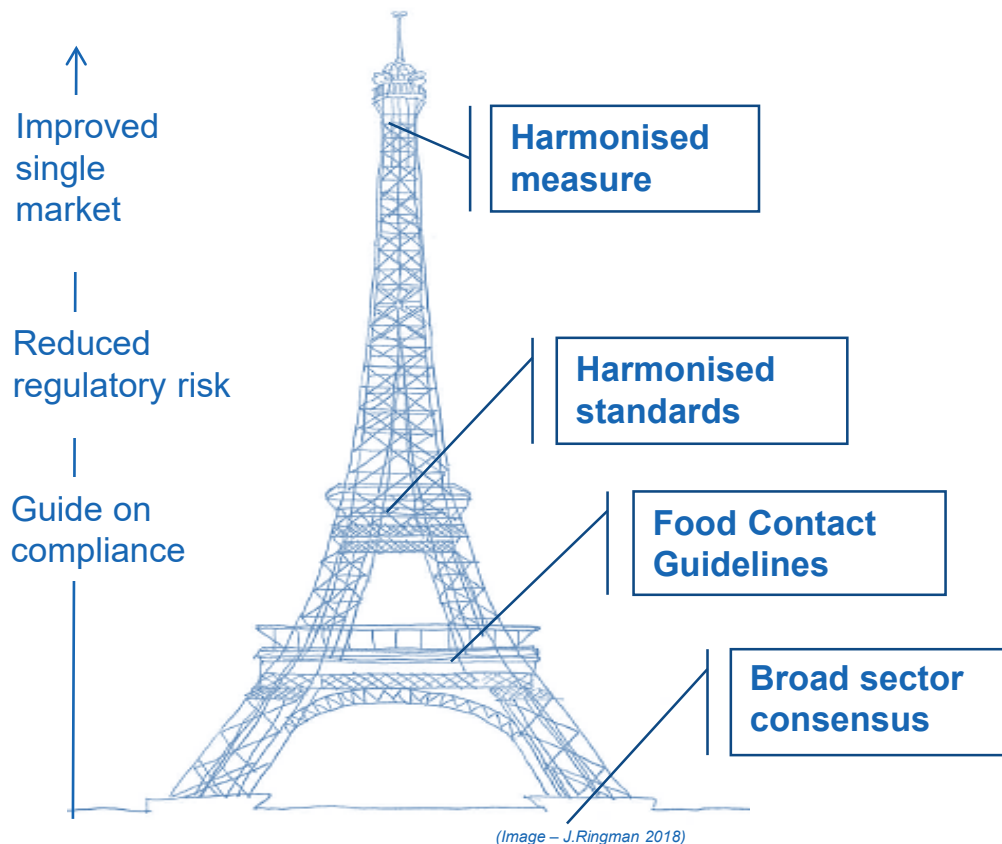 Improved
single
market
Reduced
regulatory risk
Guide on
compliance
Harmonised
measure
Harmonised
standards
Food Contact
Guidelines
Broad sector
consensus
(Image – J.Ringman 2018)